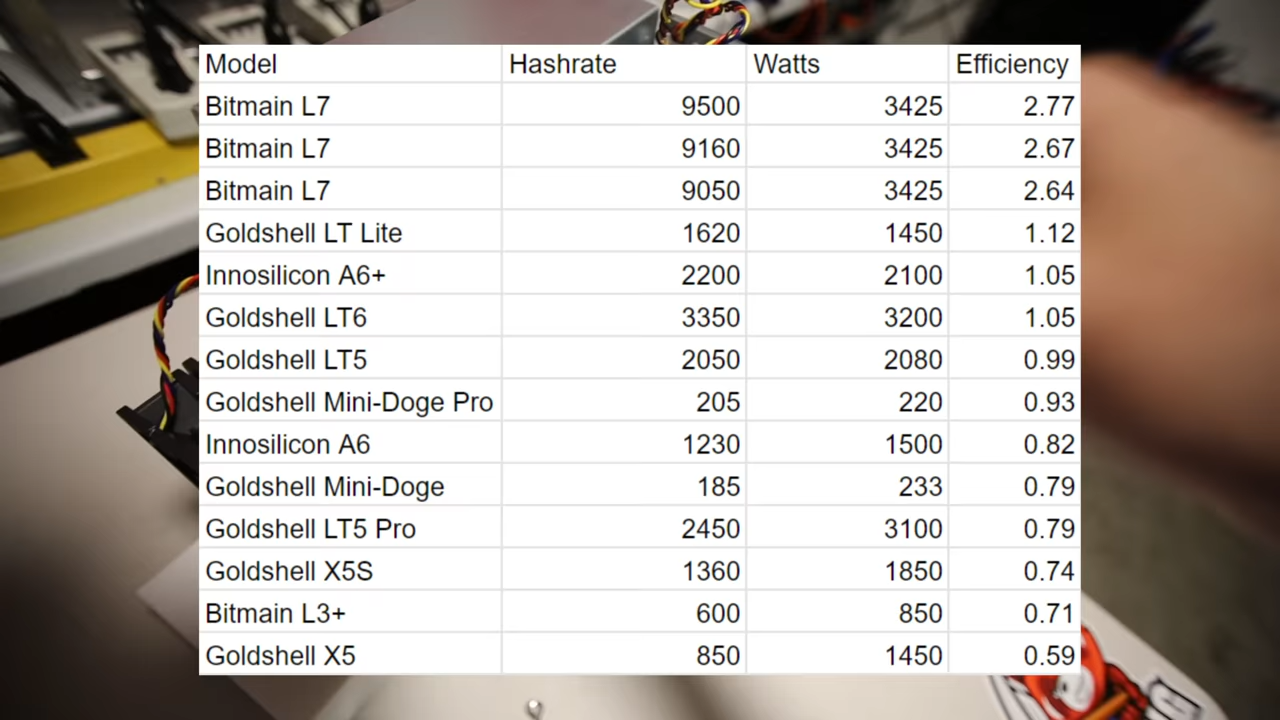 Model Hashrate Watts Efficiency
Bitmain L7 9500 3425 2.77
Bitmain L7 9160 3425 2.67
Bitmain L7 9050 3425 2.64
Goldshell LT Lite 1620 1450 1.12
Innosilicon A6+ 2200 2100 1.05
Goldshell LT6 3350 3200 1.05
Goldshell LT5 2050 2080 0.99
Goldshell Mini-Doge Pro 205 220 0.93
Innosilicon A6 1230 1500 0.82
Goldshell Mini-Doge 185 233 0.79
Goldshell LT5 Pro 2450 3100 0.79
Goldshell X5S 1360 1850 0.74
Bitmain L3+ 600 850 0.71
Goldshell X5 850 1450 0.59